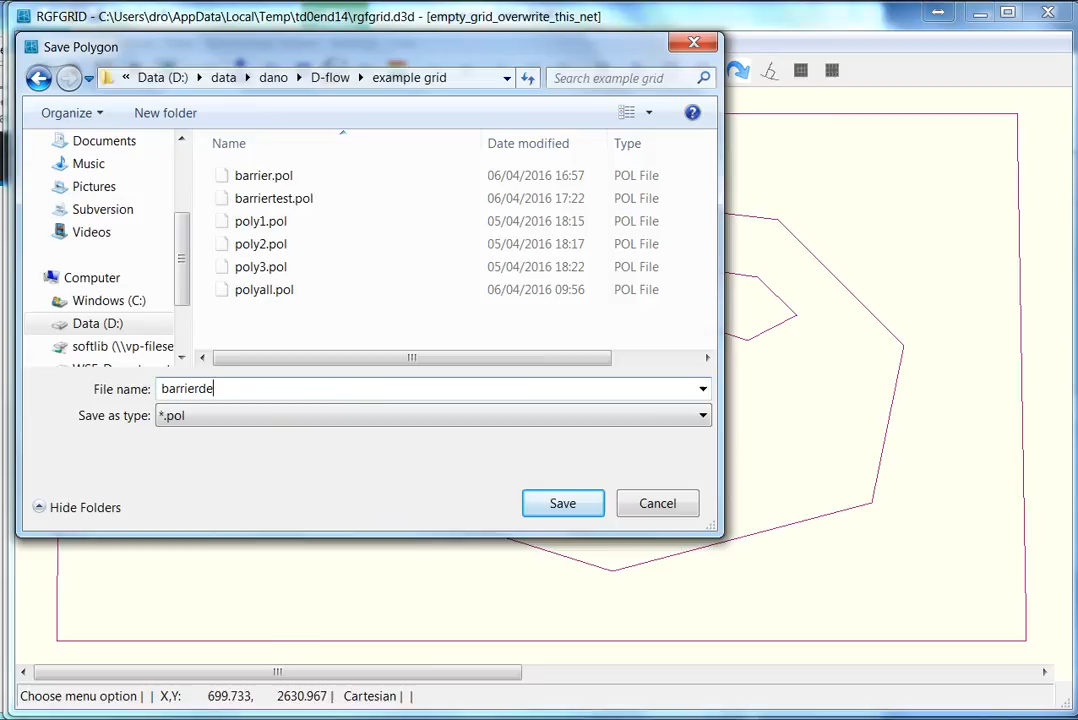 RGFGRID - C:\Users\dro\AppData\Local\Temp\td0end14\rgfgrid.d3d - [empty_grid_overwrite_this_net]
Save Polygon
« Data (D:) data dano D-flow example grid
Search example grid
Organize New folder
Name Date modified Type
Documents
Music
Pictures
Subversion
Videos
Computer
Windows (C:)
Data (D:)
softlib (\\vp-filese
barrier.pol 06/04/2016 16:57 POL File
barriertest.pol 06/04/2016 17:22 POL File
poly1.pol 05/04/2016 18:15 POL File
poly2.pol 05/04/2016 18:17 POL File
poly3.pol 05/04/2016 18:22 POL File
polyall.pol 06/04/2016 09:56 POL File
File name: barrierde
Save as type: *.pol
Hide Folders
Save
Cancel
Choose menu option | | X,Y: 699.733, 2630.967 | Cartesian | |